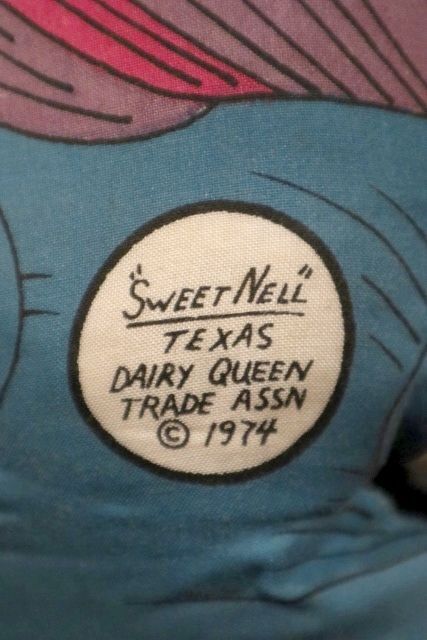 "SWEET NELL"
TEXAS
DAIRY QUEEN
TRADE ASSN
© 1974